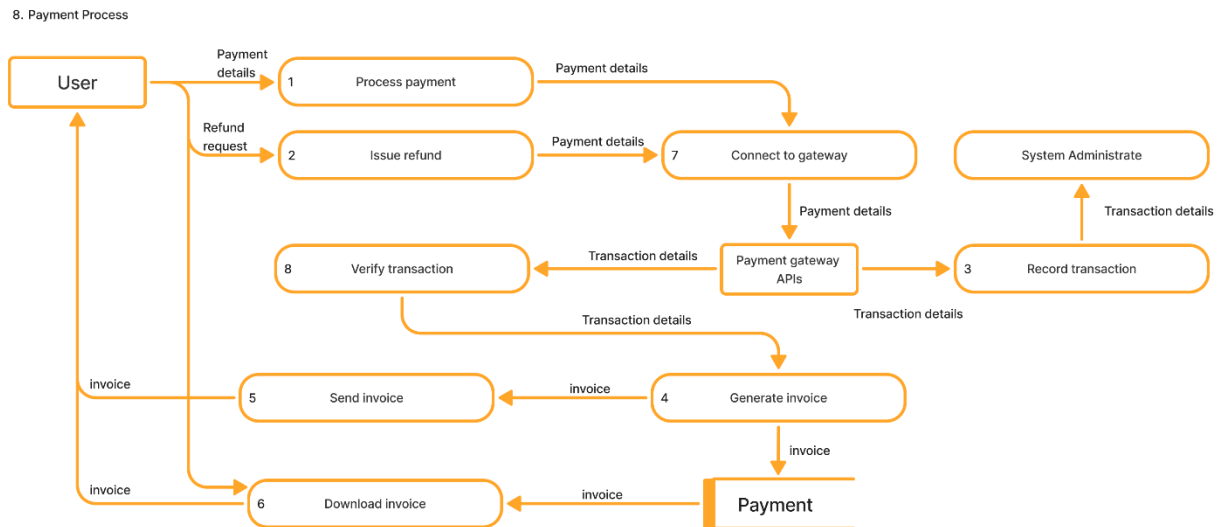 8. Payment Process
User
Payment
details
1
Process payment
Payment details
Refund
request
2
Issue refund
Payment details
7
Connect to gateway
System Administrate
Payment details
Transaction details
8
Verify transaction
Transaction details
Payment gateway
APIs
3
Record transaction
Transaction details
Transaction details
invoice
5
Send invoice
invoice
4
Generate invoice
invoice
invoice
6
Download invoice
invoice
Payment